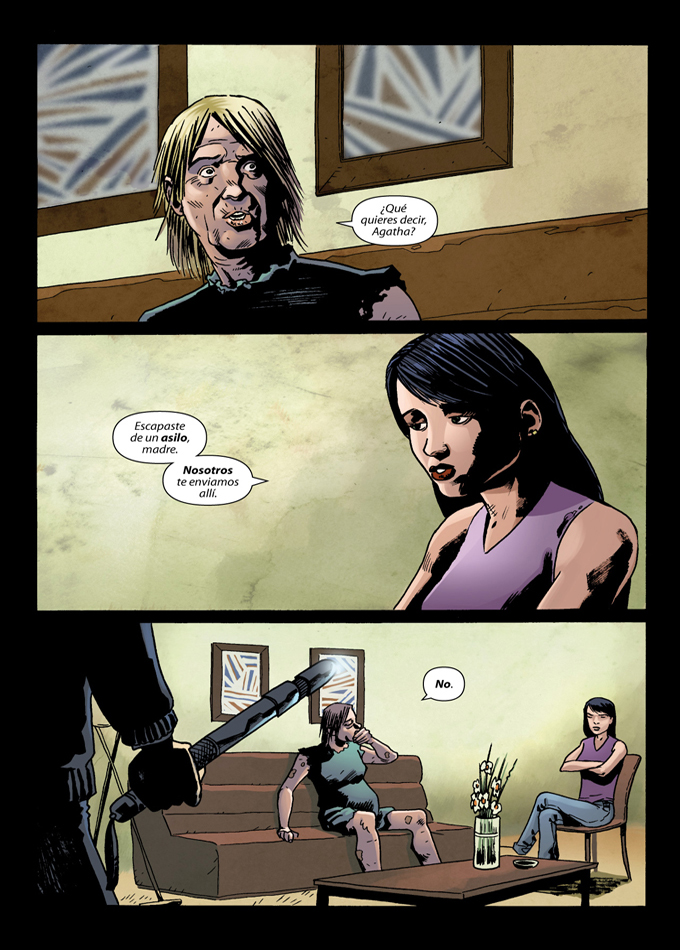 ¿Qué
quieres decir,
Agatha?
Escapaste
de un asilo,
madre.
Nosotros
te enviamos
allí.
No.